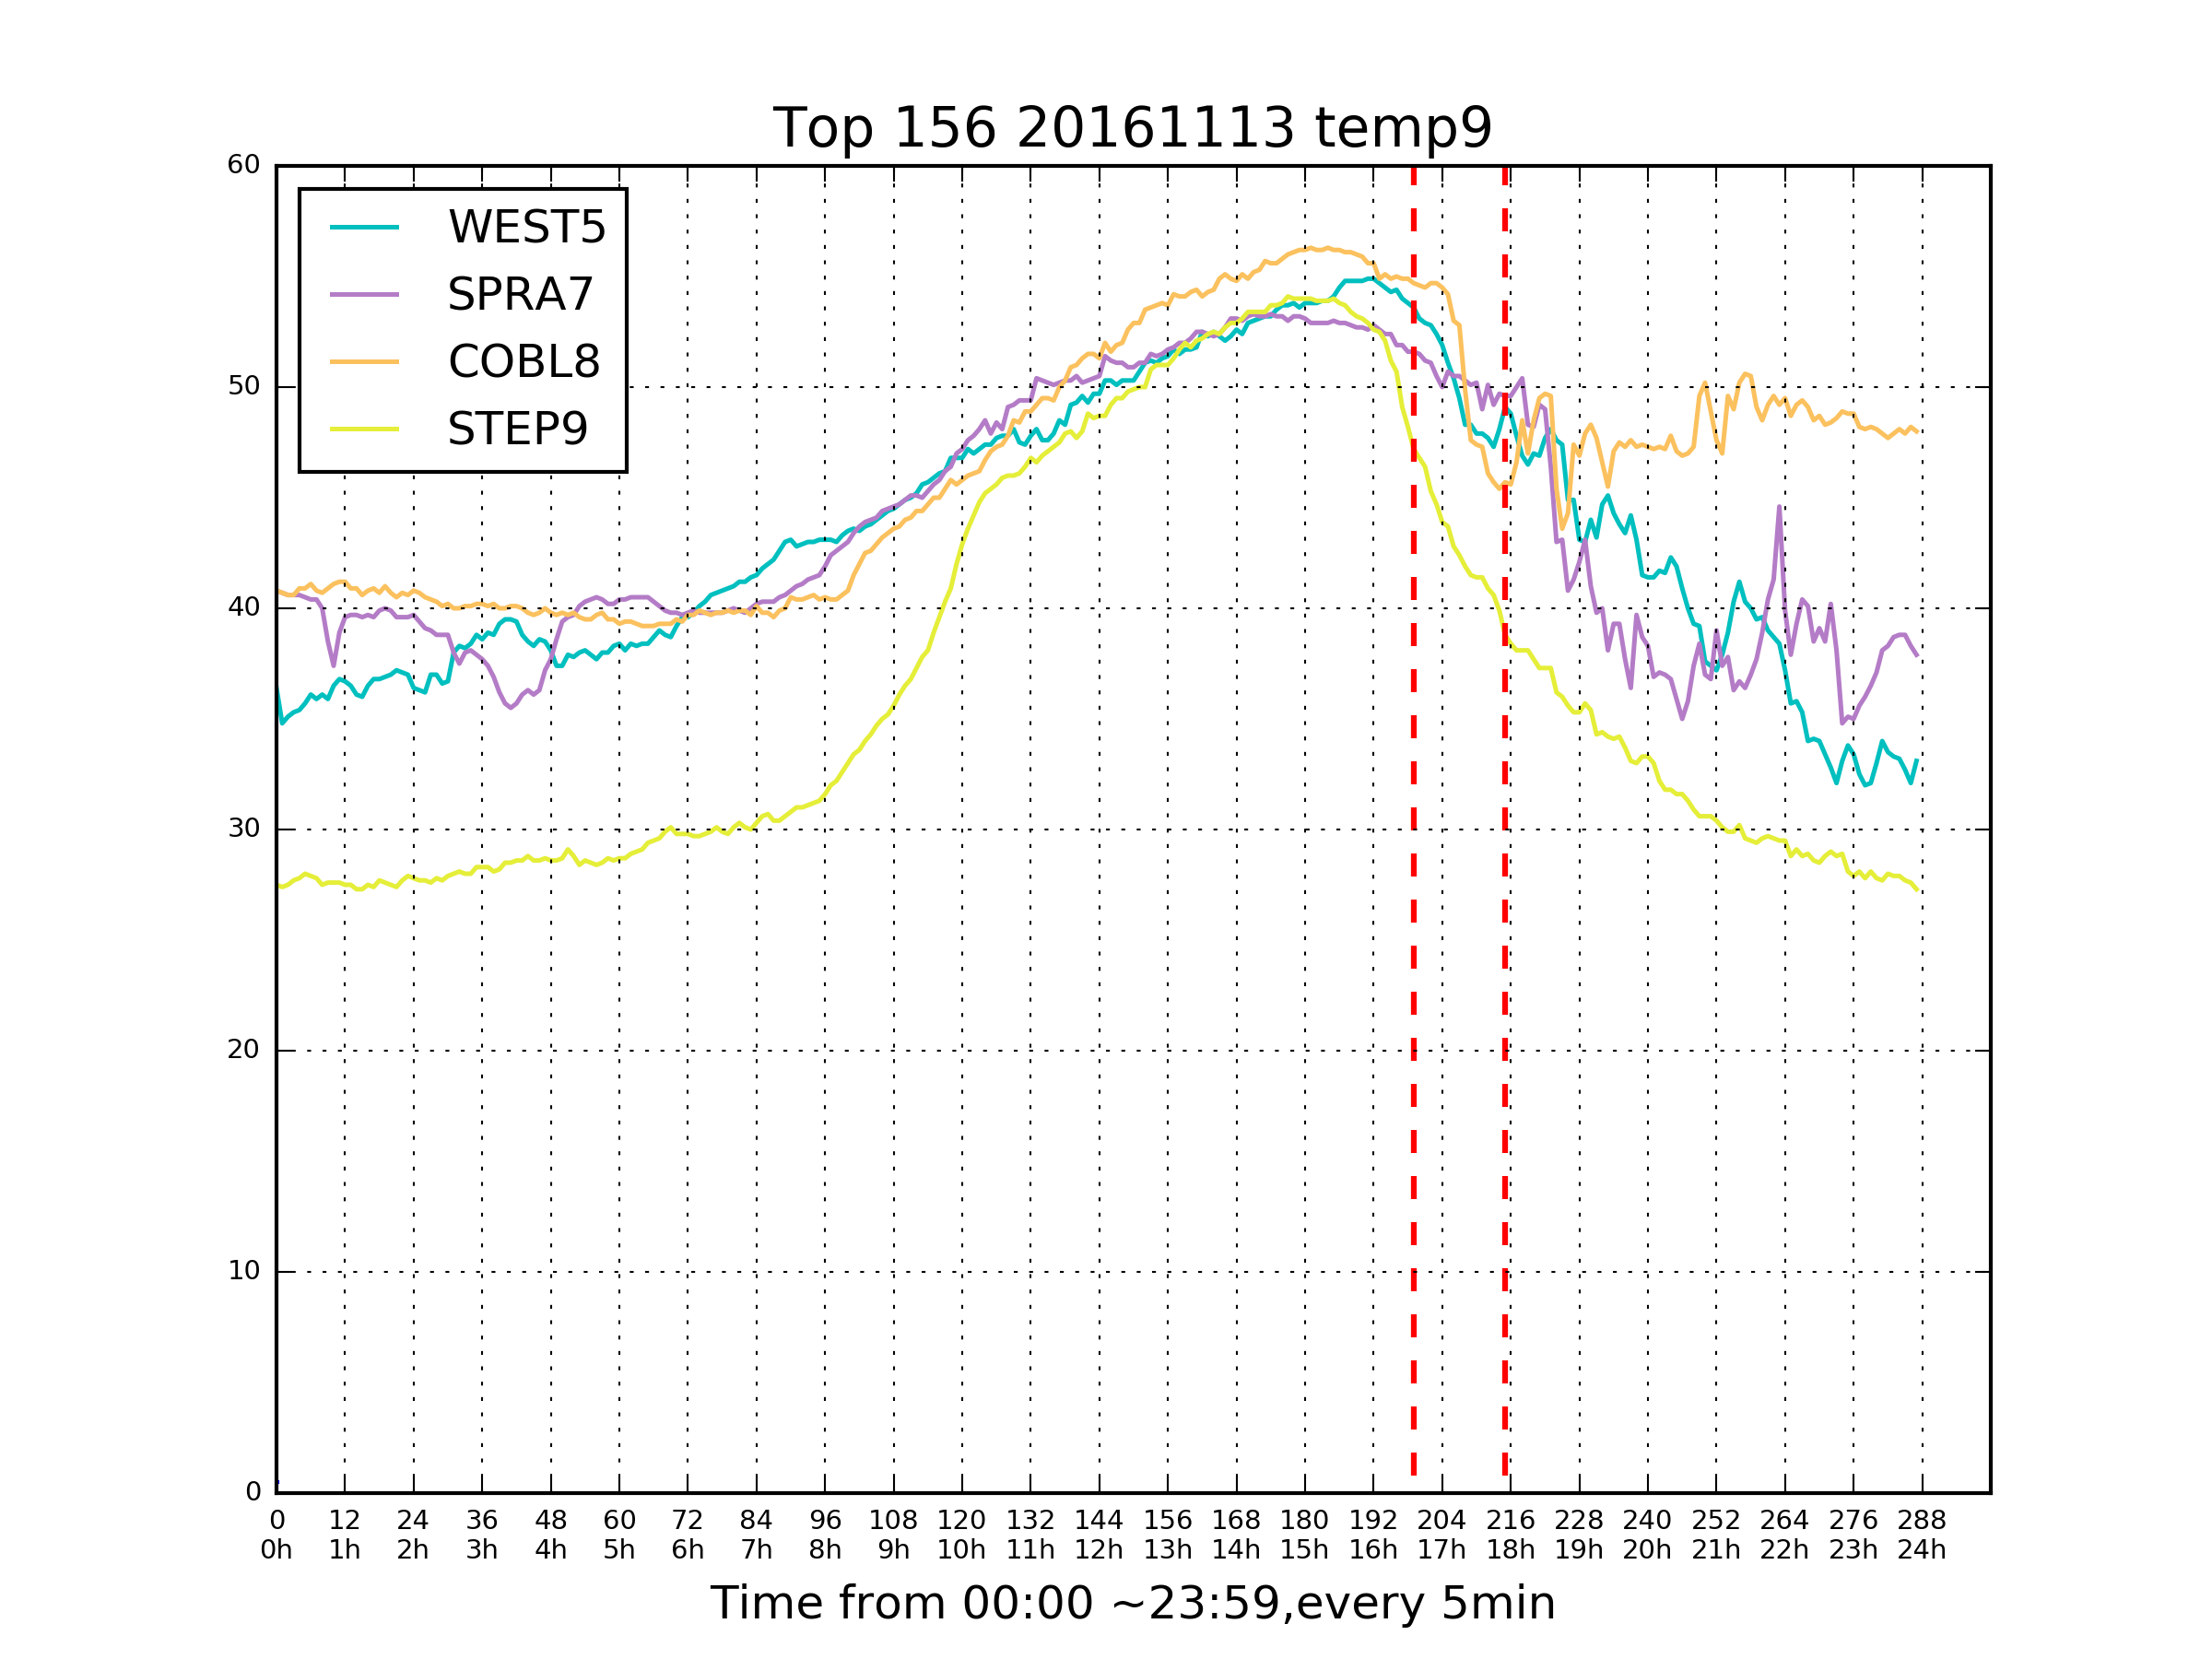 Top 156 20161113 temp9
60
50
40
30
20
10
0
WEST5
SPRA7
COBL8
STEP9
0 12 24 36 48 60 72 84 96 108 120 132 144 156 168 180 192 204 216 228 240 252 264 276 288
0h 1h 2h 3h 4h 5h 6h 7h 8h 9h 10h 11h 12h 13h 14h 15h 16h 17h 18h 19h 20h 21h 22h 23h 24h
Time from 00:00 ~23:59,every 5min